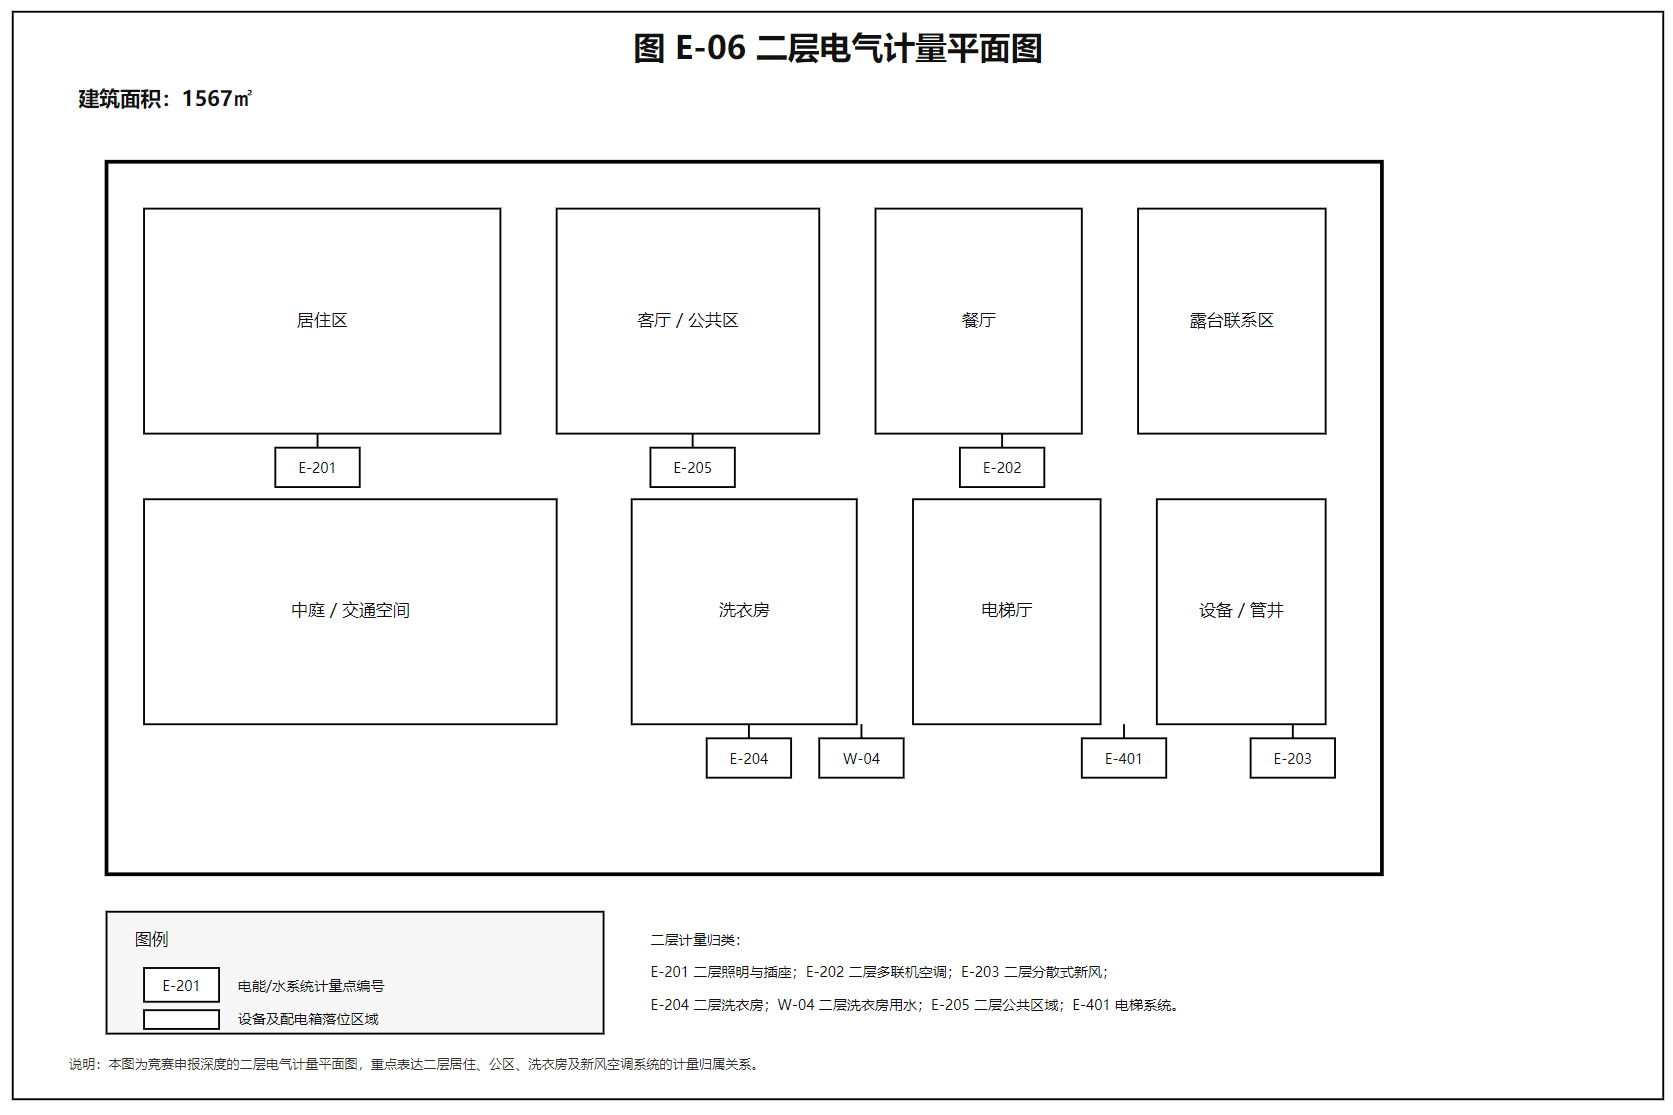 图 E-06 二层电气计量平面图
建筑面积：1567㎡
居住区
客厅 / 公共区
餐厅
露台联系区
E-201
E-205
E-202
中庭 / 交通空间
洗衣房
电梯厅
设备 / 管井
E-204
W-04
E-401
E-203
图例
E-201
电能/水系统计量点编号
设备及配电箱落位区域
二层计量归类：
E-201 二层照明与插座；E-202 二层多联机空调；E-203 二层分散式新风；
E-204 二层洗衣房；W-04 二层洗衣房用水；E-205 二层公共区域；E-401 电梯系统。
说明：本图为竞赛申报深度的二层电气计量平面图，重点表达二层居住、公区、洗衣房及新风空调系统的计量归属关系。